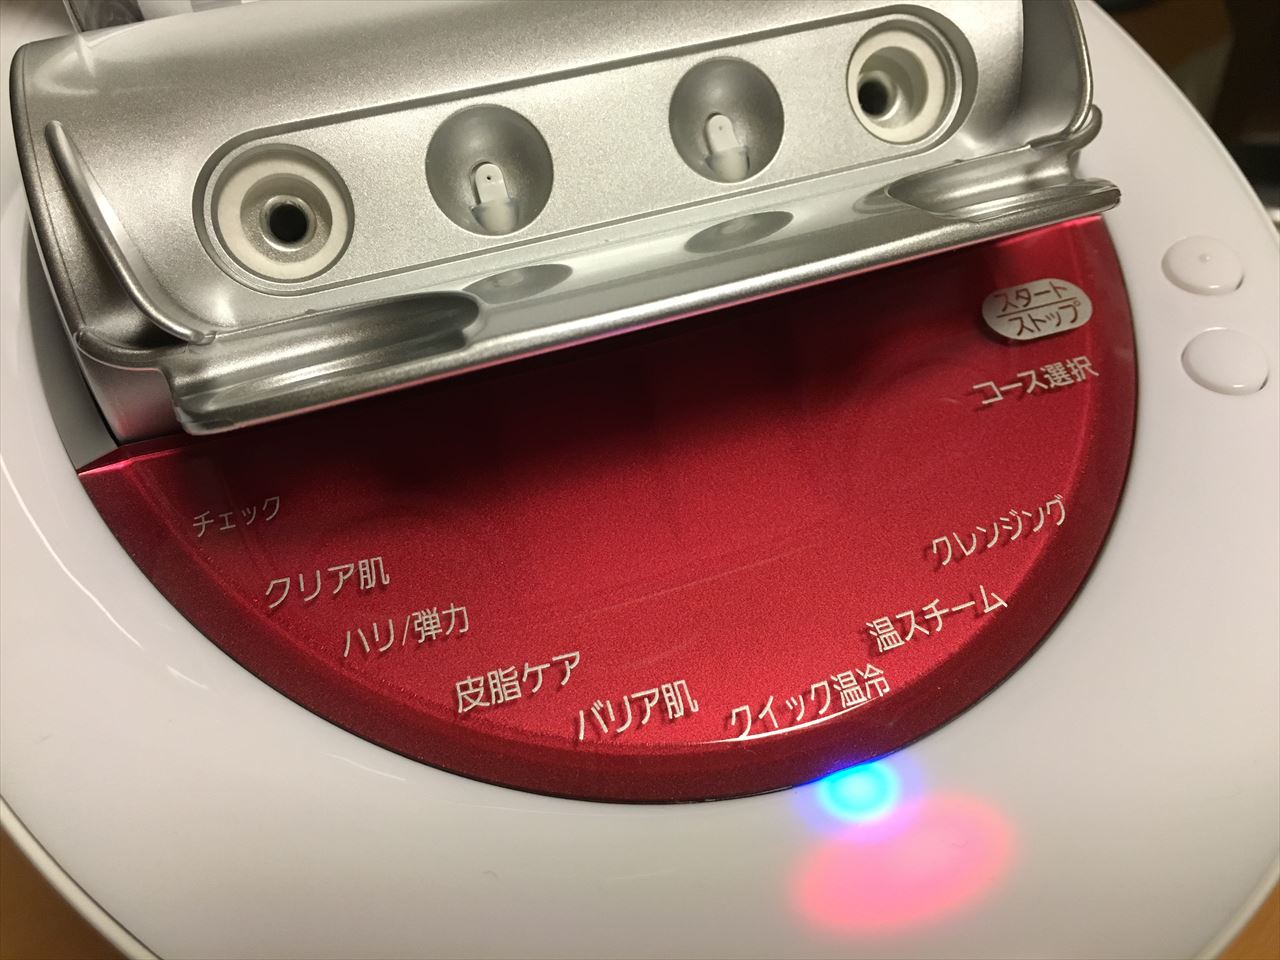 スタート
ストップ
コース選択
チェック
クリア肌
ハリ/弾力
皮脂ケア
バリア肌
クイック温冷
温スチーム
クレンジング